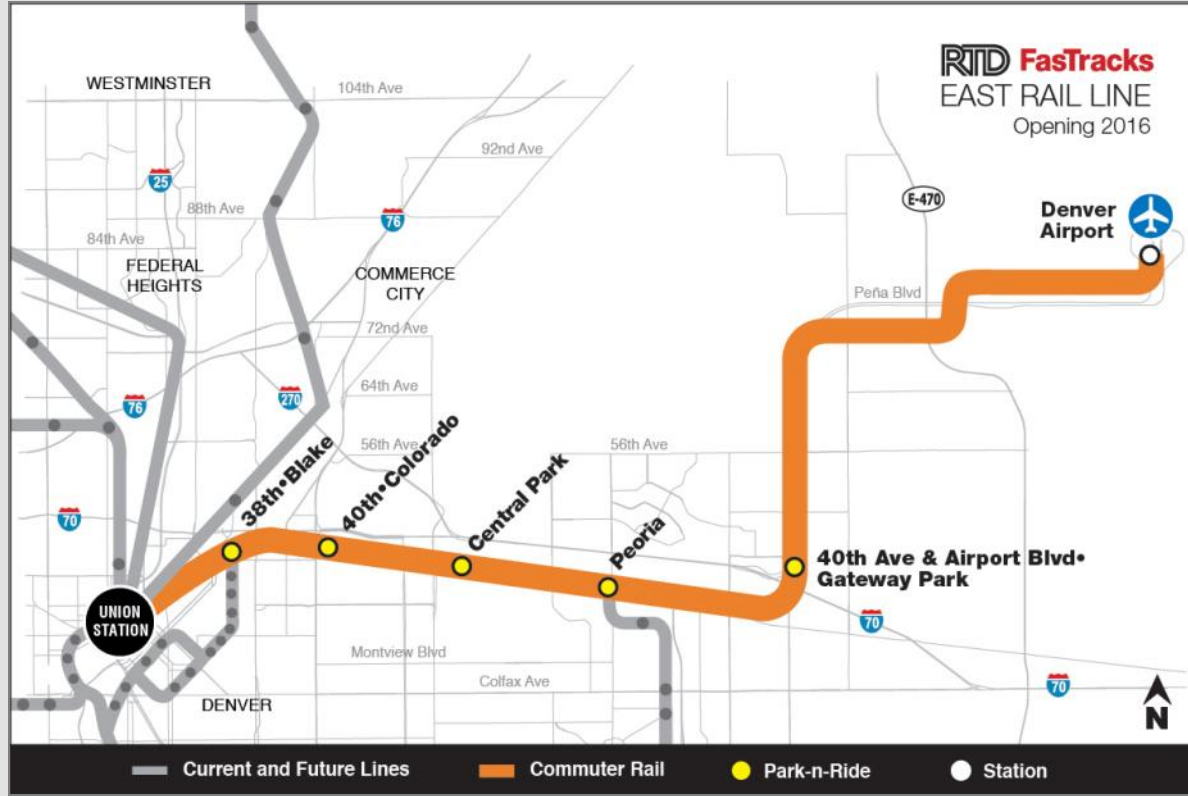 RTD FasTracks
EAST RAIL LINE
Opening 2016
WESTMINSTER
104th Ave
92nd Ave
25
88th Ave
76
E-470
Denver
Airport
84th Ave
FEDERAL
HEIGHTS
COMMERCE
CITY
Peña Blvd
72nd Ave
64th Ave
270
76
56th Ave
56th Ave
38th•Blake
40th•Colorado
Central Park
Peoria
70
40th Ave & Airport Blvd•
Gateway Park
UNION
STATION
70
Montview Blvd
Colfax Ave
70
DENVER
N
Current and Future Lines
Commuter Rail
Park-n-Ride
Station